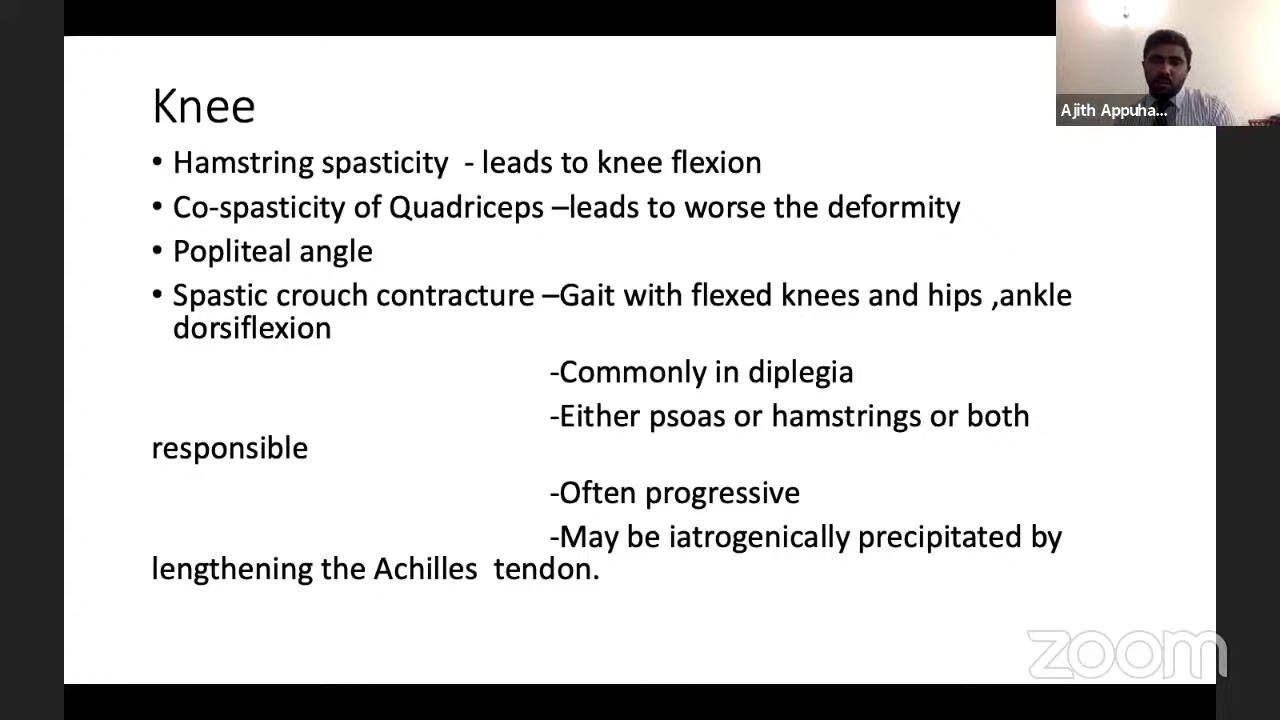 Knee
• Hamstring spasticity - leads to knee flexion
• Co-spasticity of Quadriceps –leads to worse the deformity
• Popliteal angle
• Spastic crouch contracture –Gait with flexed knees and hips ,ankle
dorsiflexion
-Commonly in diplegia
-Either psoas or hamstrings or both
responsible
-Often progressive
-May be iatrogenically precipitated by
lengthening the Achilles tendon.
Ajith Appuha...
zoom